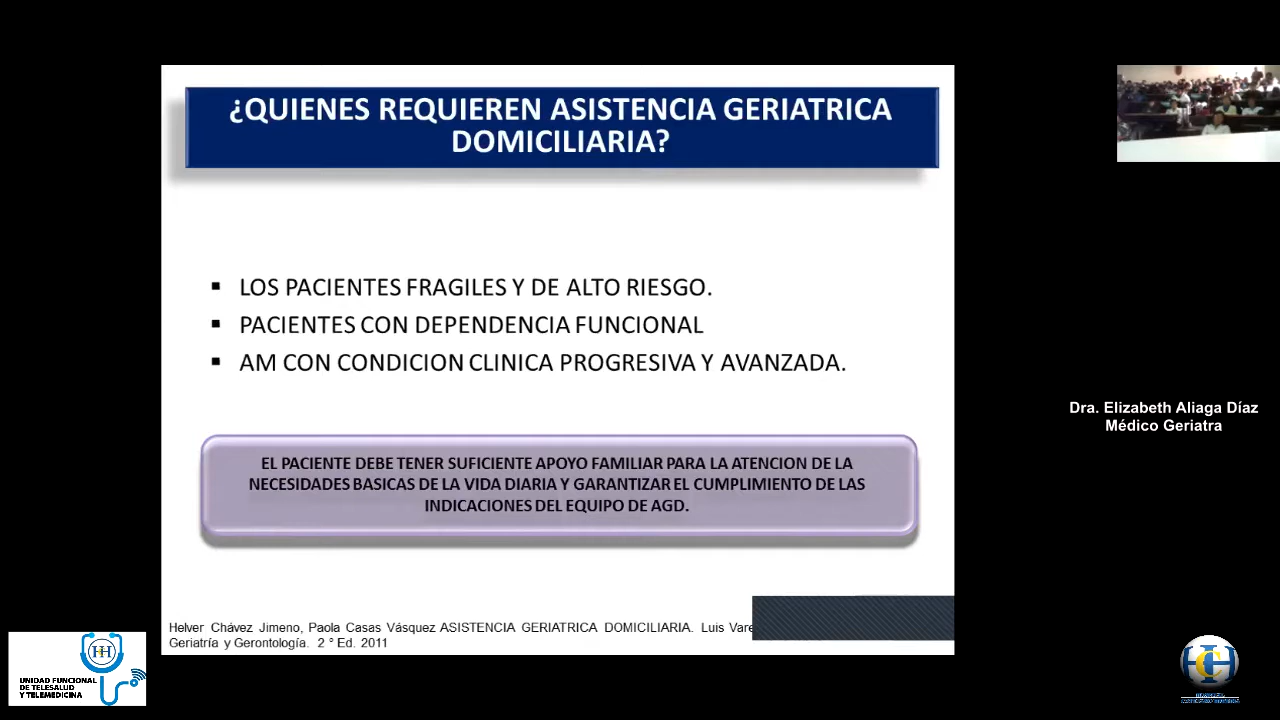 ¿QUIENES REQUIEREN ASISTENCIA GERIATRICA
DOMICILIARIA?
▪ LOS PACIENTES FRAGILES Y DE ALTO RIESGO.
▪ PACIENTES CON DEPENDENCIA FUNCIONAL
▪ AM CON CONDICION CLINICA PROGRESIVA Y AVANZADA.
EL PACIENTE DEBE TENER SUFICIENTE APOYO FAMILIAR PARA LA ATENCION DE LA
NECESIDADES BASICAS DE LA VIDA DIARIA Y GARANTIZAR EL CUMPLIMIENTO DE LAS
INDICACIONES DEL EQUIPO DE AGD.
Helver Chávez Jimeno, Paola Casas Vásquez ASISTENCIA GERIATRICA DOMICILIARIA. Luis
Geriatría y Gerontología. 2 ° Ed. 2011
Dra. Elizabeth Aliaga Díaz
Médico Geriatra
UNIDAD FUNCIONAL
DE TELESALUD
Y TELEMEDICINA